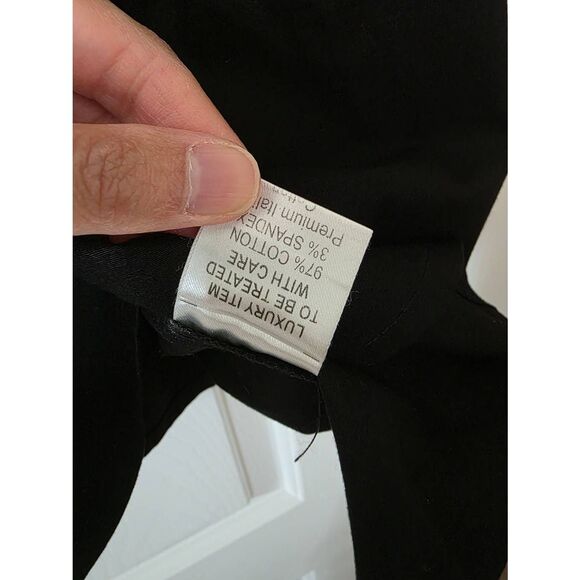 LUXURY ITEM
TO BE TREATED
WITH CARE
97% COTTON
3% SPANDEX
Premium